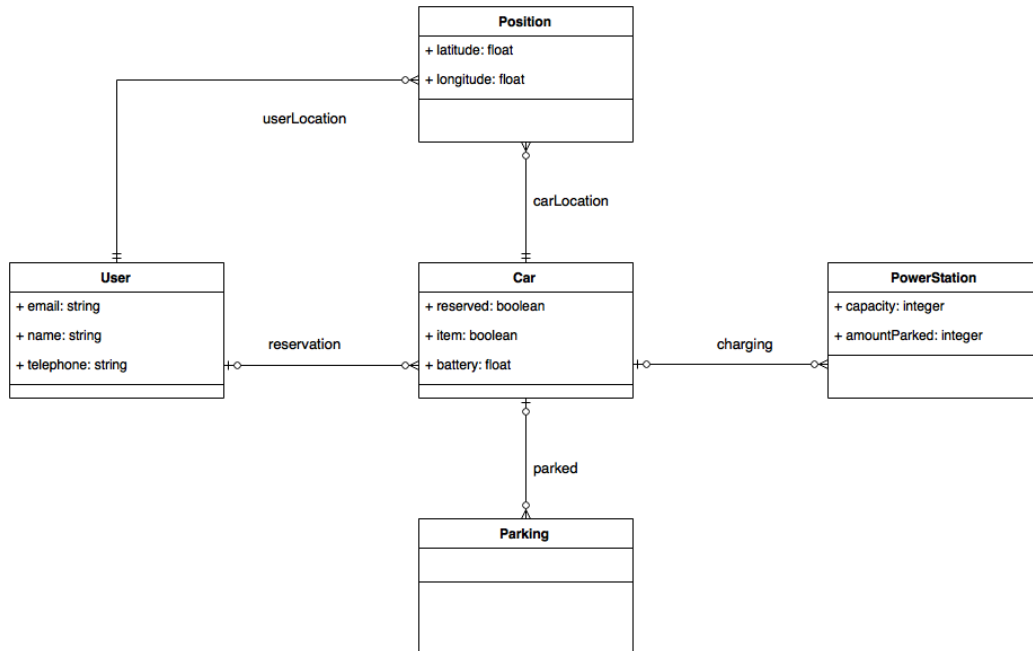 Position
+ latitude: float
+ longitude: float
userLocation
carLocation
User
+ email: string
+ name: string
+ telephone: string
reservation
Car
+ reserved: boolean
+ item: boolean
+ battery: float
charging
PowerStation
+ capacity: integer
+ amountParked: integer
parked
Parking